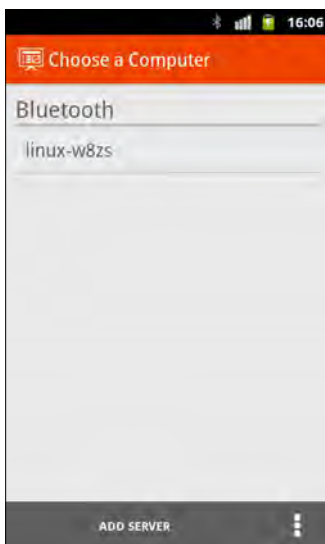 16:06
Choose a Computer
Bluetooth
linux-w8zs
ADD SERVER